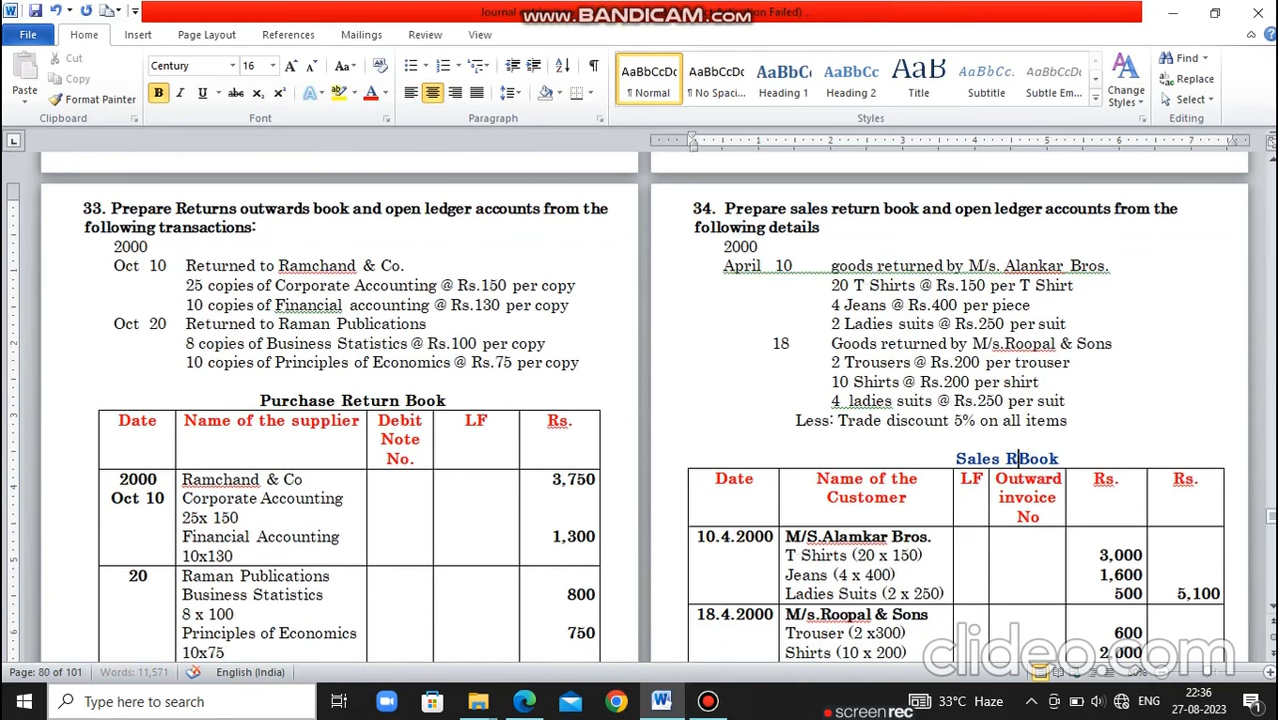 Journal
www.BANDICAM.com
Activation Failed)
File
Home
Insert
Page Layout
References
Mailings
Review
View
Cut
Copy
Paste
Format Painter
Clipboard
Century
16
Font
Paragraph
AaBbCcDc
¶ Normal
AaBbCcDc
¶ No Spaci...
AaBbC
Heading 1
AaBbCc
Heading 2
AaB
Title
AaBbCc.
Subtitle
AaBbCcDc
Subtle Em...
Styles
Change
Styles
Find
Replace
Select
Editing
33. Prepare Returns outwards book and open ledger accounts from the
following transactions:
2000
Oct 10 Returned to Ramchand & Co.
25 copies of Corporate Accounting @ Rs.150 per copy
10 copies of Financial accounting @ Rs.130 per copy
Oct 20 Returned to Raman Publications
8 copies of Business Statistics @ Rs.100 per copy
10 copies of Principles of Economics @ Rs.75 per copy
Purchase Return Book
Date Name of the supplier Debit Note No. LF Rs.
2000 Ramchand & Co 3,750
Oct 10 Corporate Accounting
25x 150
Financial Accounting 1,300
10x130
20 Raman Publications
Business Statistics 800
8 x 100
Principles of Economics 750
10x75
34. Prepare sales return book and open ledger accounts from the
following details
2000
April 10 goods returned by M/s. Alankar Bros.
20 T Shirts @ Rs.150 per T Shirt
4 Jeans @ Rs.400 per piece
2 Ladies suits @ Rs.250 per suit
18 Goods returned by M/s.Roopal & Sons
2 Trousers @ Rs.200 per trouser
10 Shirts @ Rs.200 per shirt
4 ladies suits @ Rs.250 per suit
Less: Trade discount 5% on all items
Sales RBook
Date Name of the Customer LF Outward invoice No Rs. Rs.
10.4.2000 M/S.Alamkar Bros.
T Shirts (20 x 150) 3,000
Jeans (4 x 400) 1,600
Ladies Suits (2 x 250) 500 5,100
18.4.2000 M/s.Roopal & Sons
Trouser (2 x300) 600
Shirts (10 x 200) 2,000
clideo.com
Page: 80 of 101
Words: 11,571
English (India)
Type here to search
screenrec
33°C Haze
ENG
22:36
27-08-2023